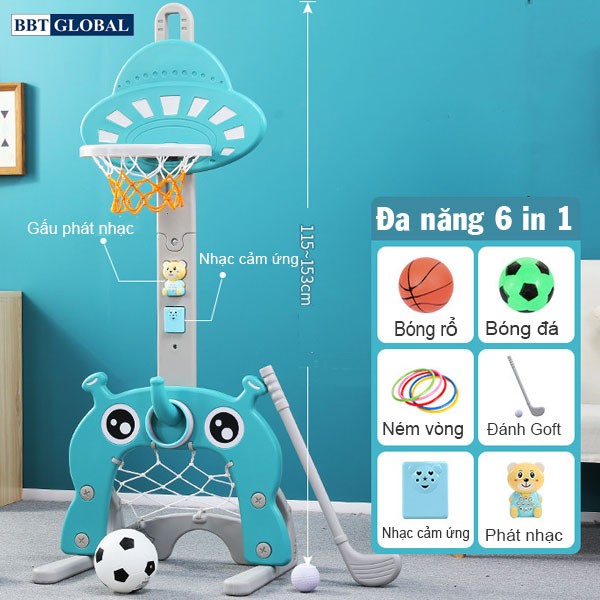 BBT GLOBAL
Gấu phát nhạc
Nhạc cảm ứng
115~153cm
Đa năng 6 in 1
Bóng rổ
Bóng đá
Ném vòng
Đánh Goft
Nhạc cảm ứng
Phát nhạc